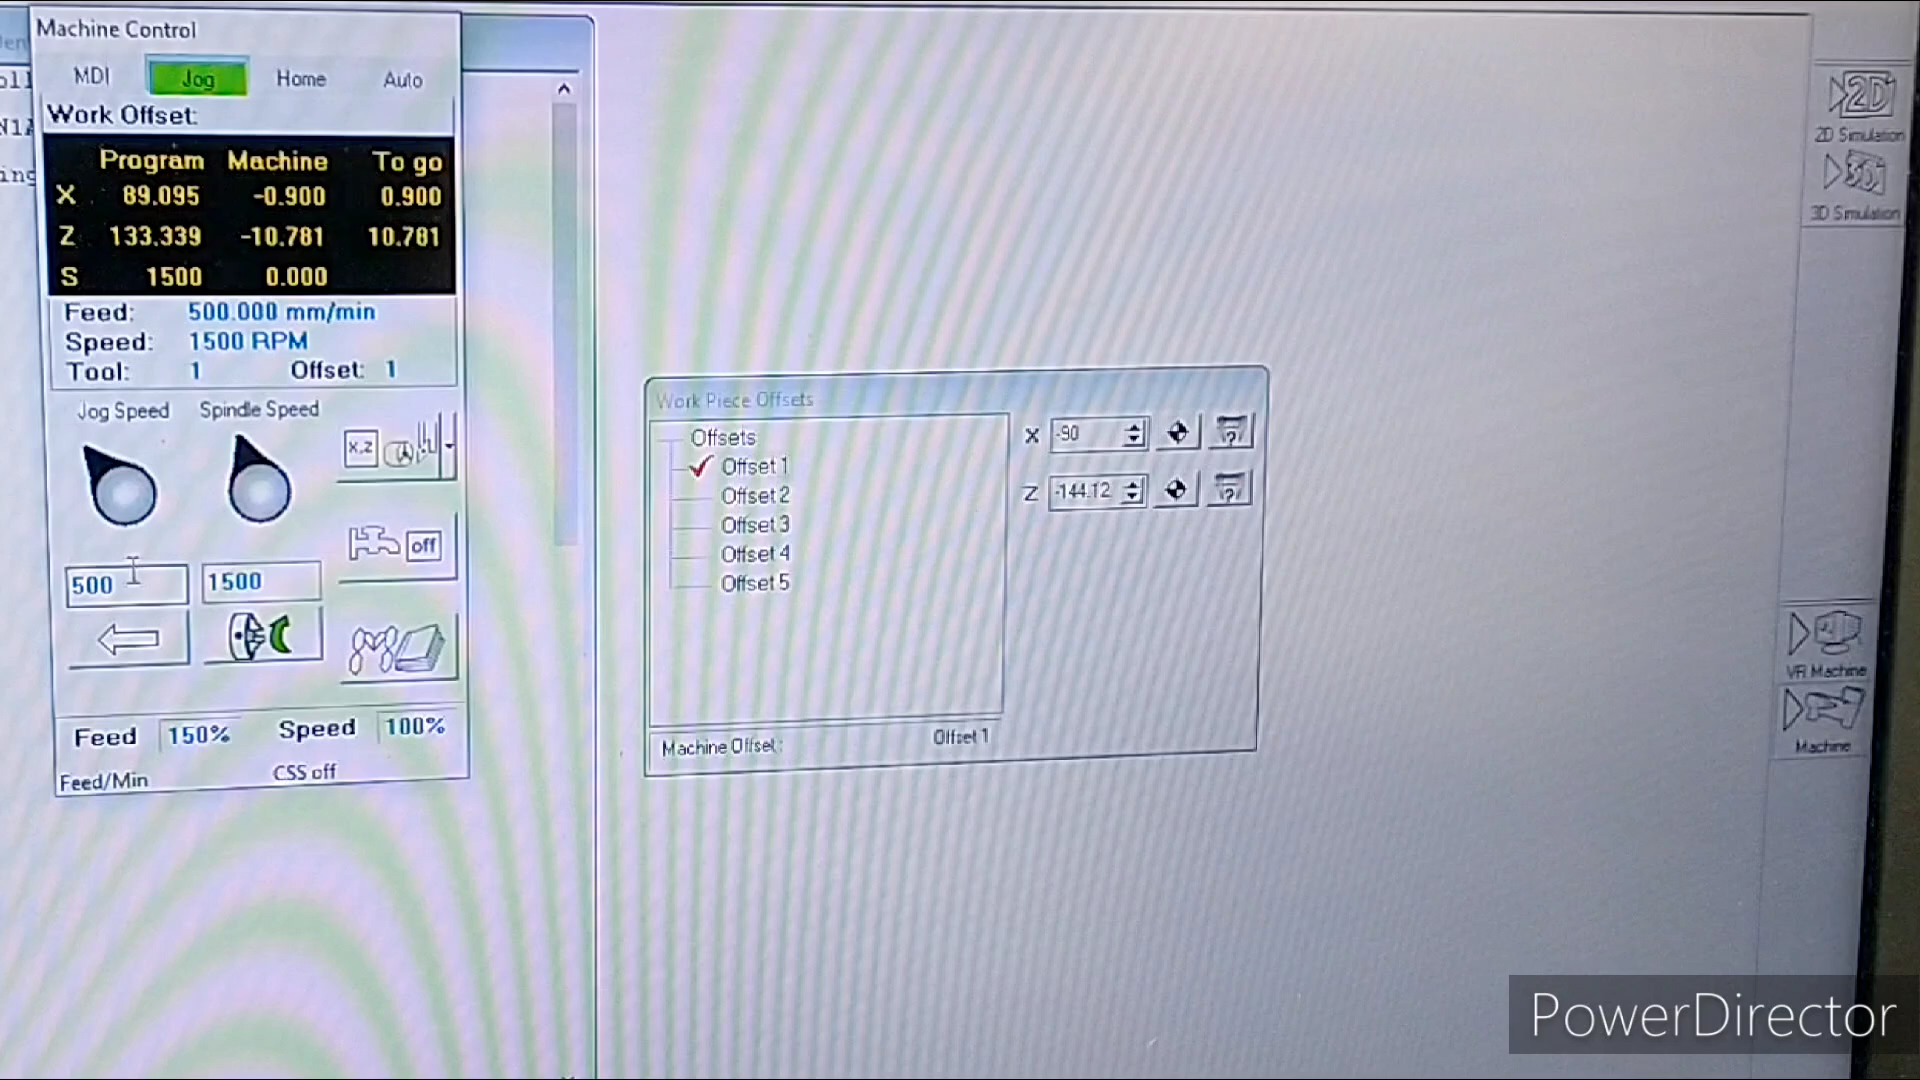 Machine Control
MDI Jog Home Auto
Work Offset:
Program Machine To go
X 89.095 -0.900 0.900
Z 133.339 -10.781 10.781
S 1500 0.000
Feed: 500.000 mm/min
Speed: 1500 RPM
Tool: 1 Offset: 1
Jog Speed Spindle Speed
x,z
off
500 1500
Feed 150% Speed 100%
Feed/Min CSS off
Work Piece Offsets
Offsets
Offset 1
Offset 2
Offset 3
Offset 4
Offset 5
X -90
Z -144.12
Machine Offset: Offset 1
2D
2D Simulation
3D
3D Simulation
VR Machine
Machine
PowerDirector